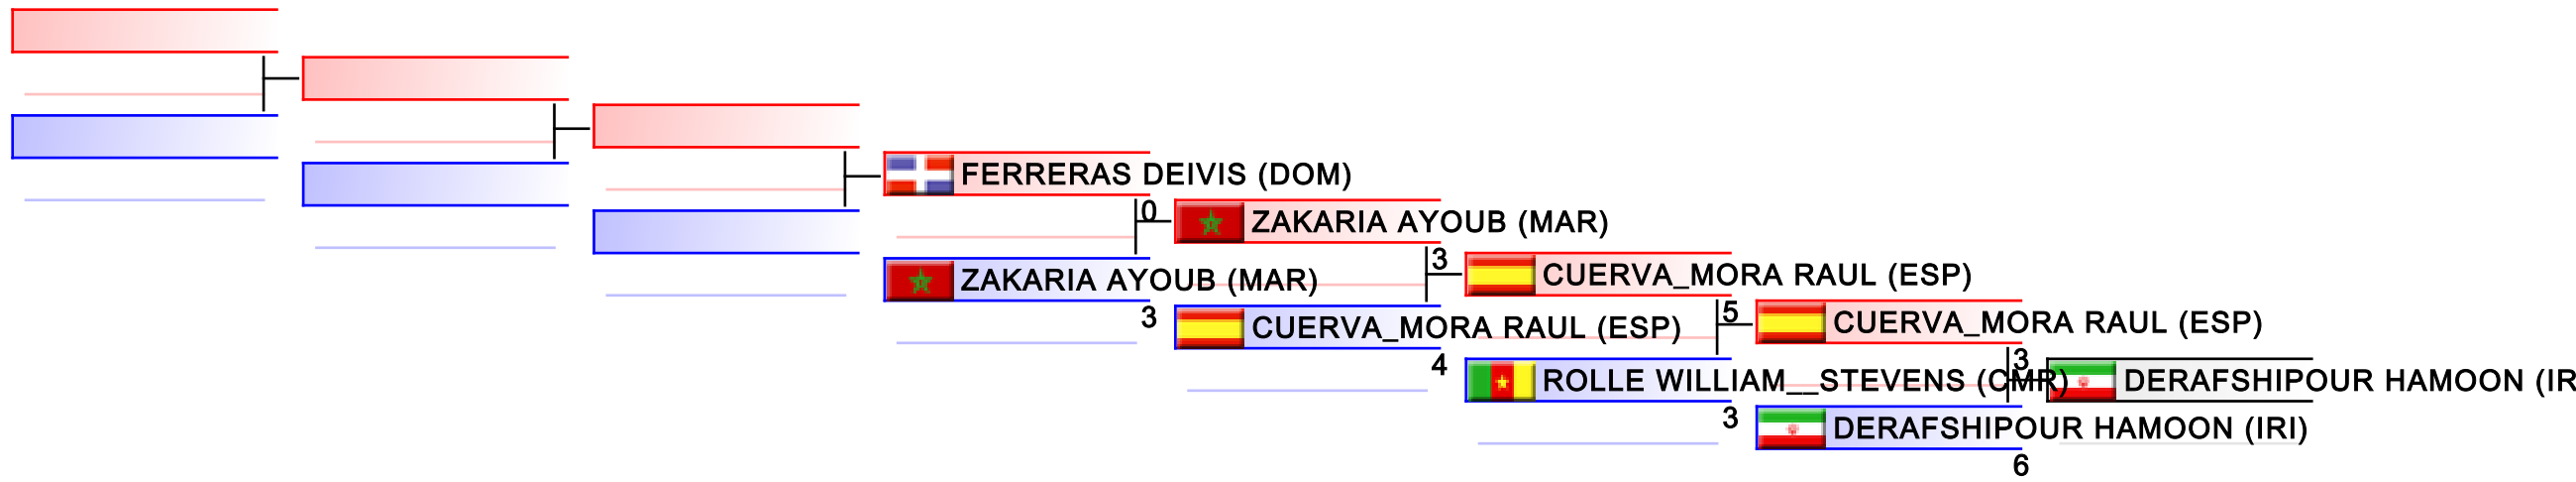 FERRERAS DEIVIS (DOM)
0
ZAKARIA AYOUB (MAR)
ZAKARIA AYOUB (MAR)
3
3
CUERVA_MORA RAUL (ESP)
CUERVA_MORA RAUL (ESP)
4
5
CUERVA_MORA RAUL (ESP)
ROLLE WILLIAM__STEVENS (CMR)
3
3
DERAFSHIPOUR HAMOON (IR
DERAFSHIPOUR HAMOON (IRI)
6